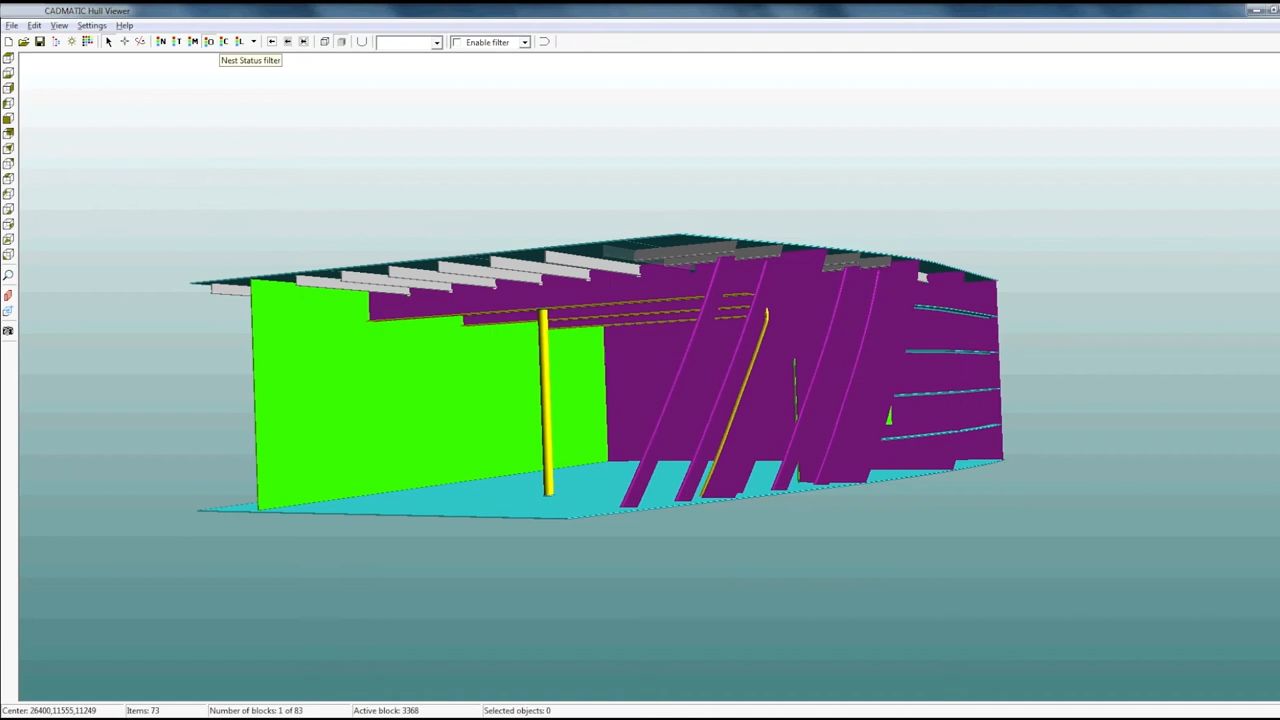 CADMATIC Hull Viewer
File Edit View Settings Help
N T M O C L Enable filter
Nest Status filter
Center: 26400,11555,11249 Items: 73 Number of blocks: 1 of 83 Active block: 3368 Selected objects: 0